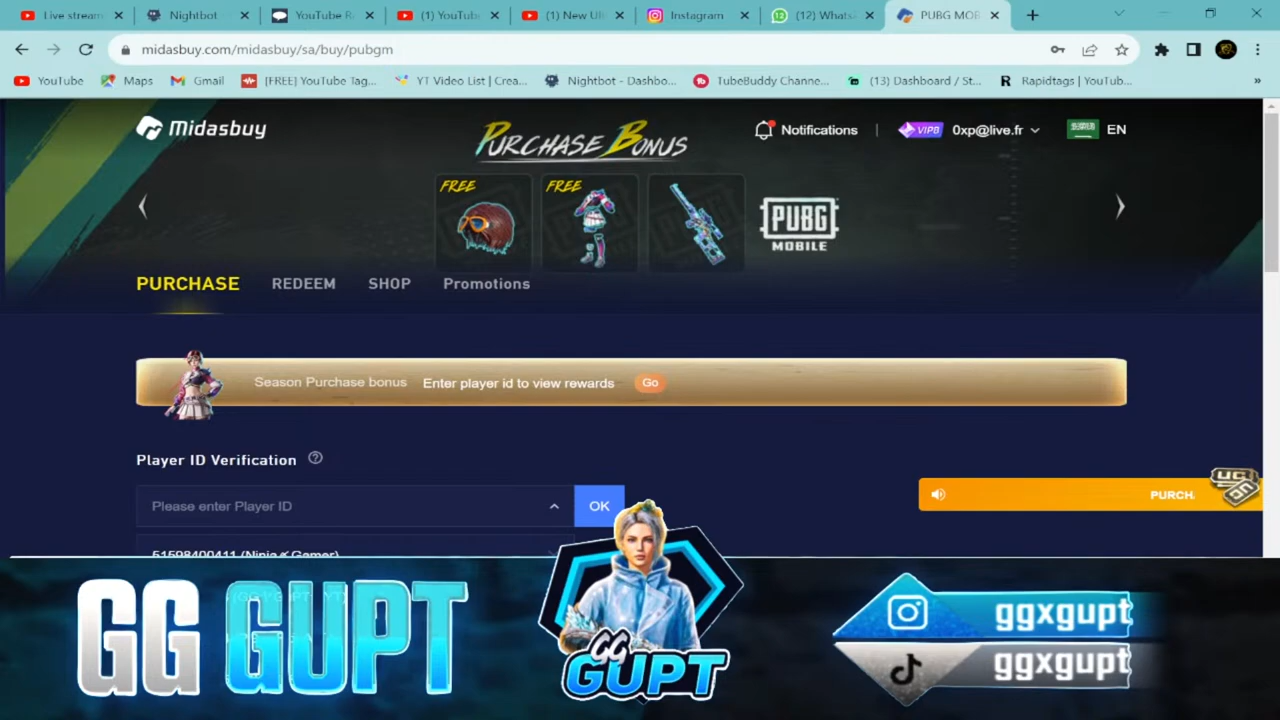 Live stream
Nightbot
YouTube R
(1) YouTub
(1) New Ul
Instagram
(12) Whats
PUBG MOB
midasbuy.com/midasbuy/sa/buy/pubgm
YouTube
Maps
Gmail
[FREE] YouTube Tag...
YT Video List | Crea...
Nightbot - Dashbo...
TubeBuddy Channe...
(13) Dashboard / St...
Rapidtags | YouTub...
»
Midasbuy
PURCHASE BONUS
Notifications
VIP8
0xp@live.fr
EN
FREE
FREE
PUBG
MOBILE
PURCHASE
REDEEM
SHOP
Promotions
Season Purchase bonus
Enter player id to view rewards
Go
Player ID Verification
Please enter Player ID
OK
PURCH
UC
51598400411 (Ninja Gamer)
GG GUPT
GG
GUPT
ggxgupt
ggxgupt